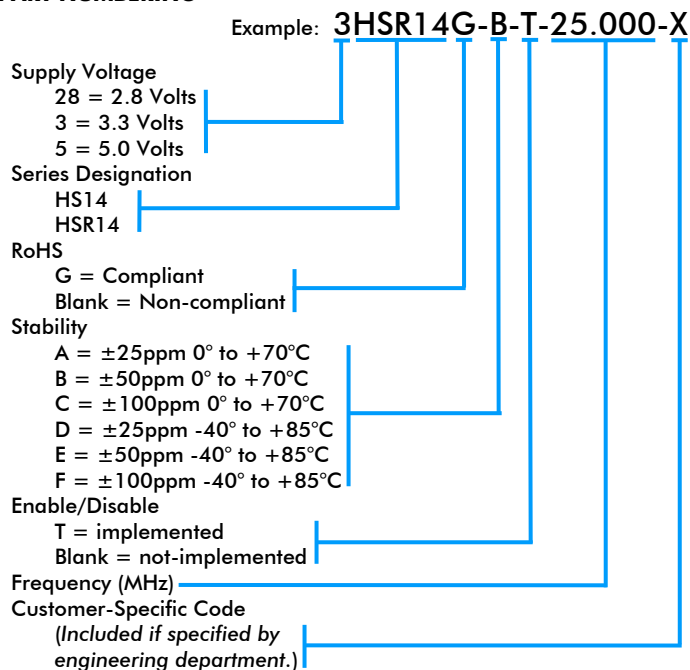 Example: 3HSR14G-B-T-25.000-X
Supply Voltage
28 = 2.8 Volts
3 = 3.3 Volts
5 = 5.0 Volts
Series Designation
HS14
HSR14
RoHS
G = Compliant
Blank = Non-compliant
Stability
A = ±25ppm 0° to +70°C
B = ±50ppm 0° to +70°C
C = ±100ppm 0° to +70°C
D = ±25ppm -40° to +85°C
E = ±50ppm -40° to +85°C
F = ±100ppm -40° to +85°C
Enable/Disable
T = implemented
Blank = not-implemented
Frequency (MHz)
Customer-Specific Code
(Included if specified by
engineering department.)